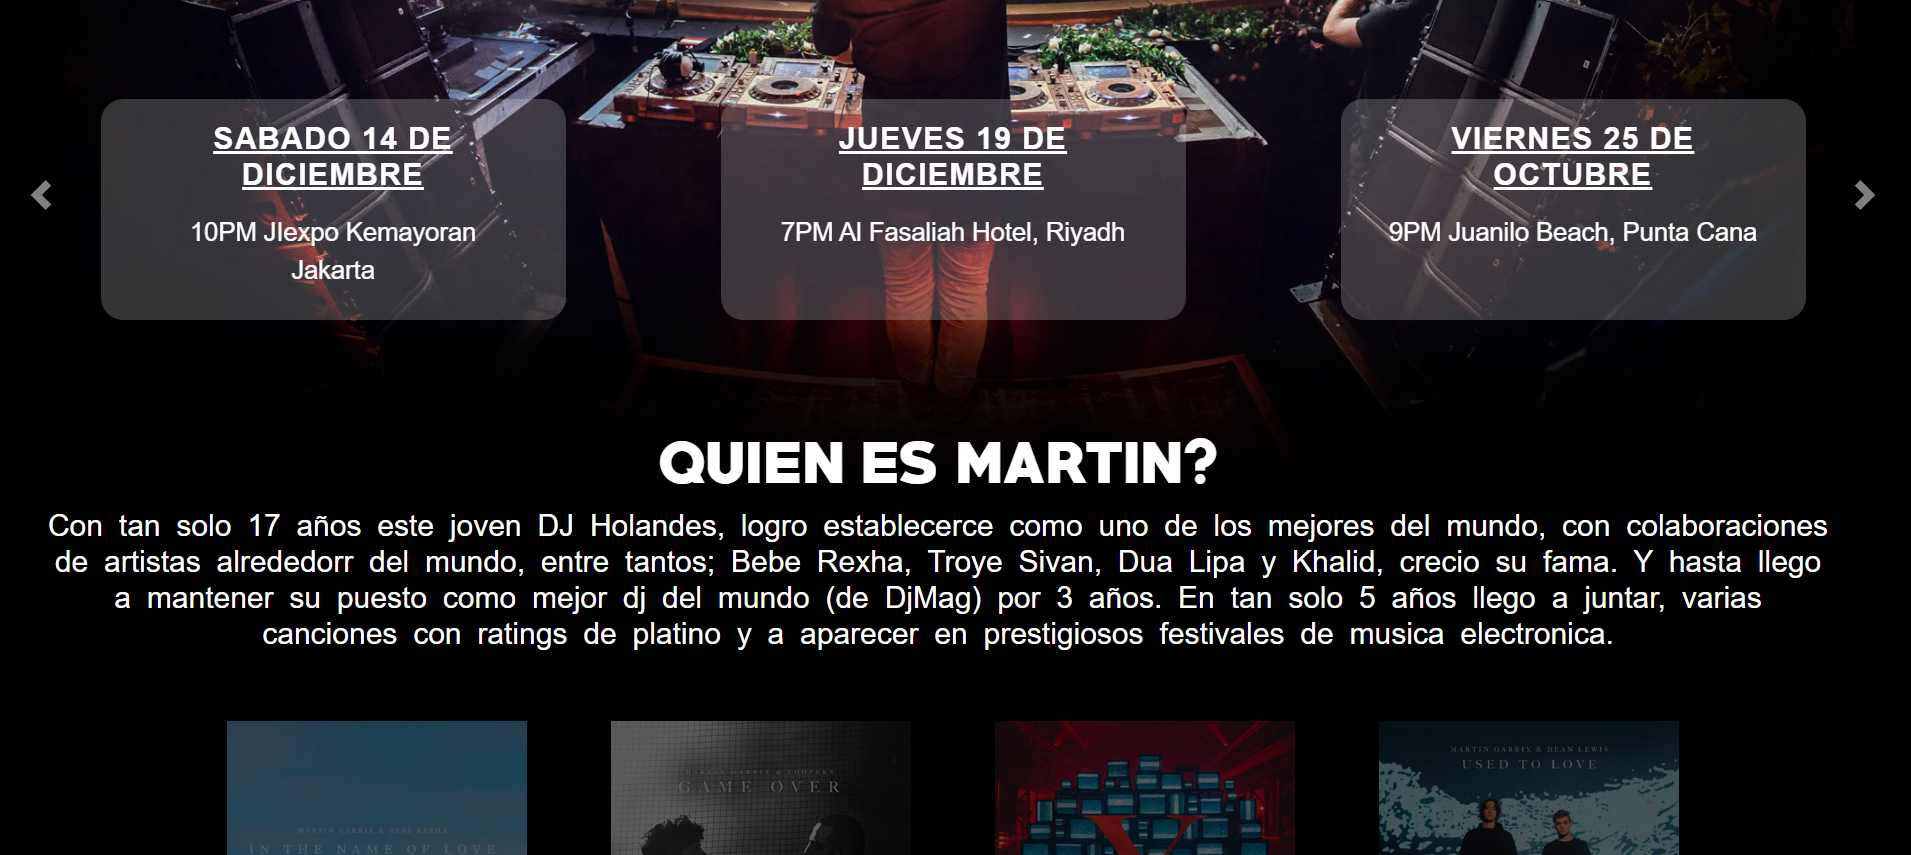 SABADO 14 DE
DICIEMBRE
10PM JIexpo Kemayoran
Jakarta
JUEVES 19 DE
DICIEMBRE
7PM Al Fasaliah Hotel, Riyadh
VIERNES 25 DE
OCTUBRE
9PM Juanilo Beach, Punta Cana
QUIEN ES MARTIN?
Con tan solo 17 años este joven DJ Holandes, logro establecerce como uno de los mejores del mundo, con colaboraciones
de artistas alrededorr del mundo, entre tantos; Bebe Rexha, Troye Sivan, Dua Lipa y Khalid, crecio su fama. Y hasta llego
a mantener su puesto como mejor dj del mundo (de DjMag) por 3 años. En tan solo 5 años llego a juntar, varias
canciones con ratings de platino y a aparecer en prestigiosos festivales de musica electronica.
MARTIN GARRIX & BEBE REXHA
IN THE NAME OF LOVE
MARTIN GARRIX & LOOPERS
GAME OVER
MARTIN GARRIX & DEAN LEWIS
USED TO LOVE